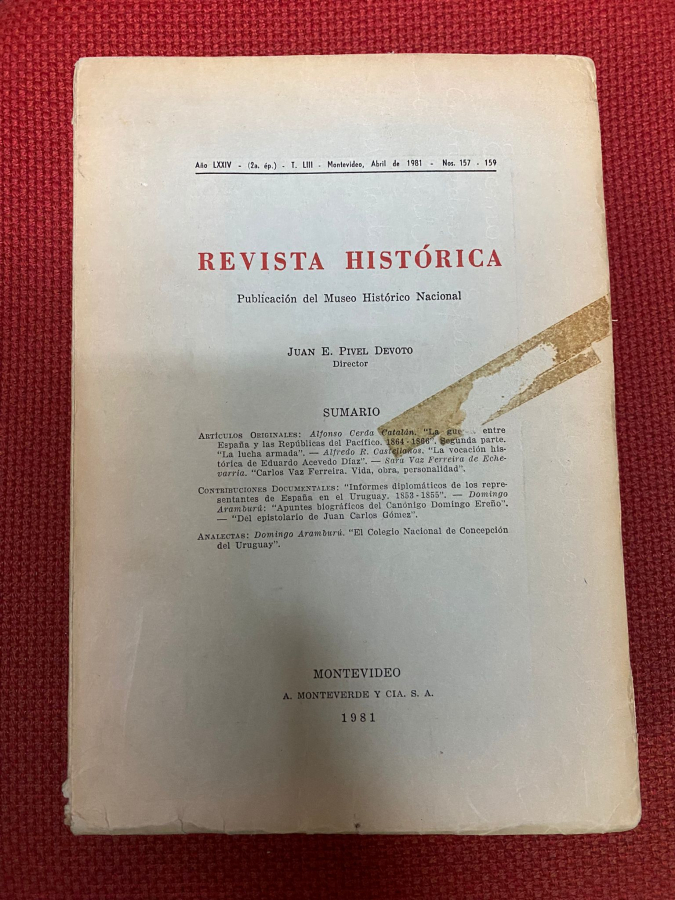 Año LXXIV - (2a. ép.) - T. LIII - Montevideo, Abril de 1981 - Nos. 157 - 159
REVISTA HISTÓRICA
Publicación del Museo Histórico Nacional
JUAN E. PIVEL DEVOTO
Director
SUMARIO
ARTÍCULOS ORIGINALES: Alfonso Cerda Catalán. "La entre
España y las Repúblicas del Pacífico. 1864-1866". Segunda parte.
"La lucha armada". — Alfredo R. Castellanos. "La vocación his-
tórica de Eduardo Acevedo Díaz". — Sara Vaz Ferreira de Eche-
varría. "Carlos Vaz Ferreira. Vida, obra, personalidad".
CONTRIBUCIONES DOCUMENTALES: "Informes diplomáticos de los repre-
sentantes de España en el Uruguay. 1853-1855". — Domingo
Aramburú: "Apuntes biográficos del Canónigo Domingo Ereño".
— "Del epistolario de Juan Carlos Gómez".
ANALECTAS: Domingo Aramburú. "El Colegio Nacional de Concepción
del Uruguay".
MONTEVIDEO
A. MONTEVERDE Y CIA. S. A.
1981